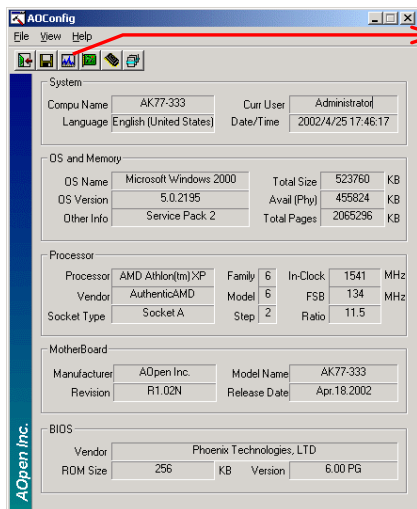 AOConfig
File View Help
System
Compu Name AK77-333 Curr User Administrator
Language English (United States) Date/Time 2002/4/25 17:46:17
OS and Memory
OS Name Microsoft Windows 2000 Total Size 523760 KB
OS Version 5.0.2195 Avail (Phy) 455824 KB
Other Info Service Pack 2 Total Pages 2065296 KB
Processor
Processor AMD Athlon(tm) XP Family 6 In-Clock 1541 MHz
Vendor AuthenticAMD Model 6 FSB 134 MHz
Socket Type Socket A Step 2 Ratio 11.5
MotherBoard
Manufacturer AOpen Inc. Model Name AK77-333
Revision R1.02N Release Date Apr.18.2002
BIOS
Vendor Phoenix Technologies, LTD
ROM Size 256 KB Version 6.00 PG
AOpen Inc.